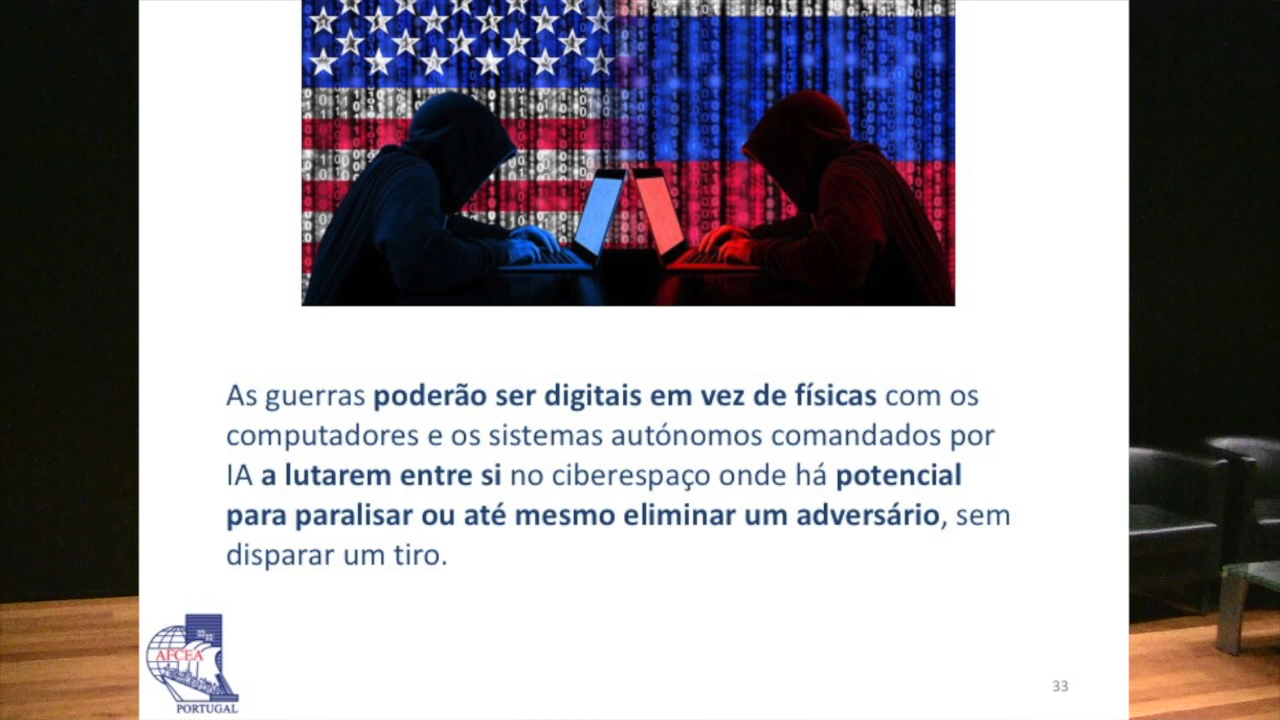 As guerras poderão ser digitais em vez de físicas com os
computadores e os sistemas autónomos comandados por
IA a lutarem entre si no ciberespaço onde há potencial
para paralisar ou até mesmo eliminar um adversário, sem
disparar um tiro.
AFCEA
PORTUGAL
33